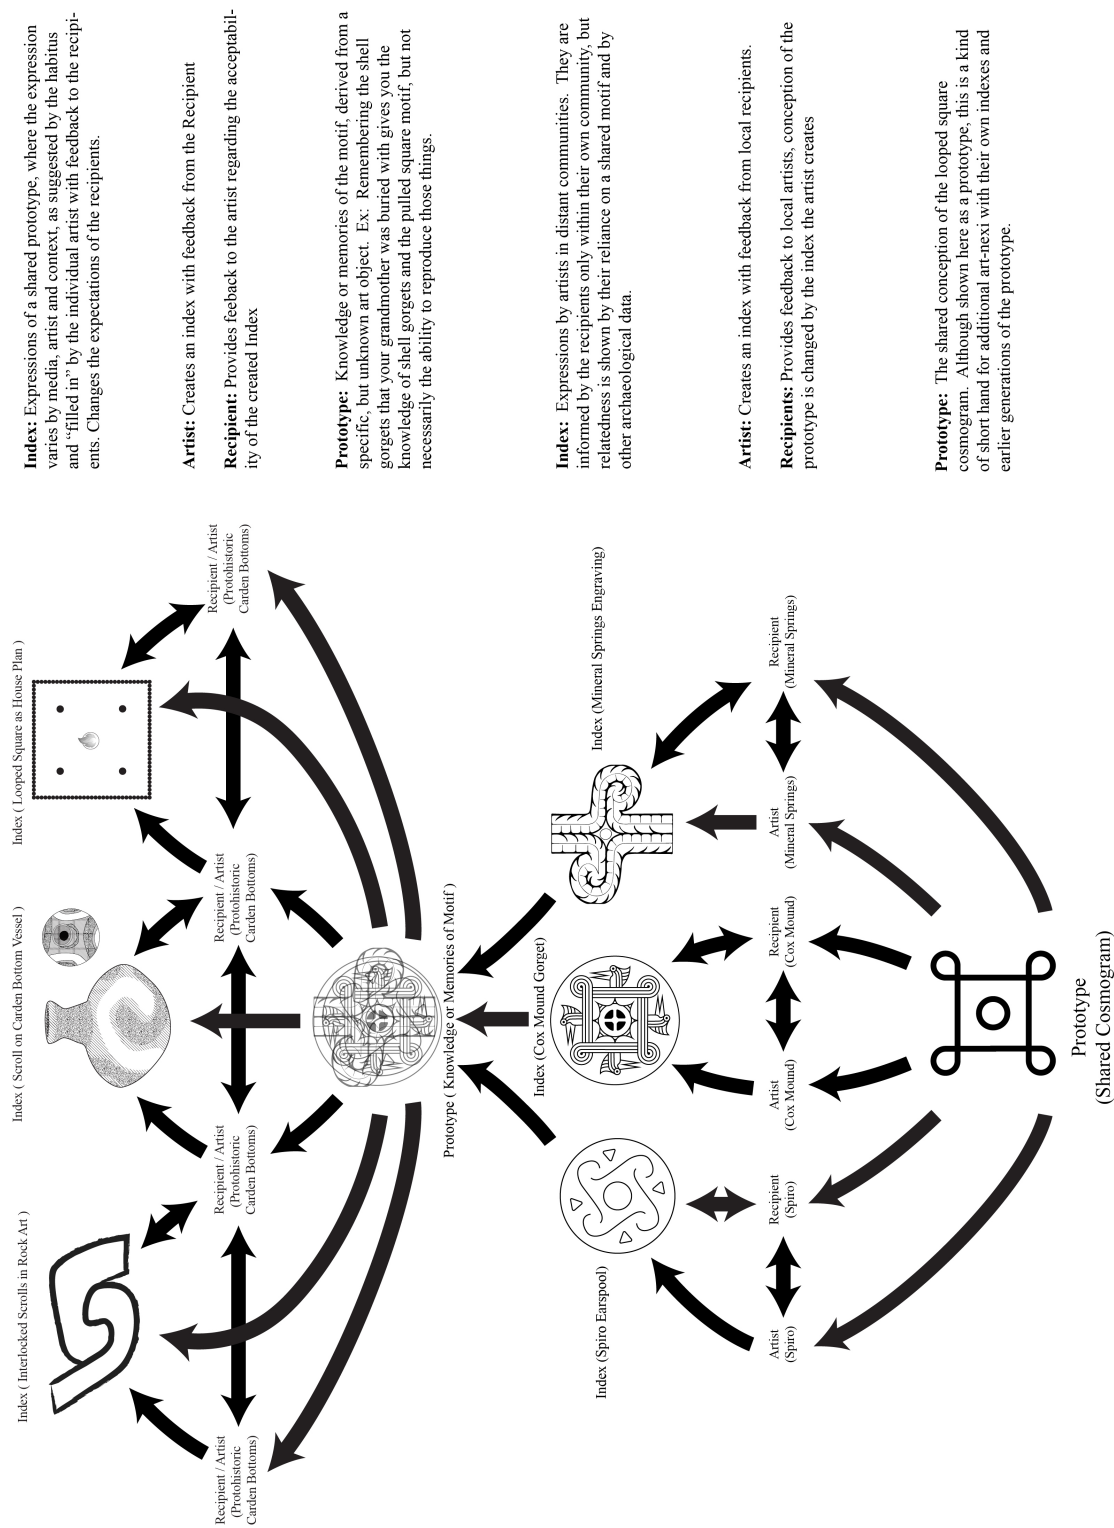 Index ( Interlocked Scrolls in Rock Art )
Index ( Scroll on Carden Bottom Vessel )
Index ( Looped Square as House Plan )
Recipient / Artist
(Protohistoric
Carden Bottoms)
Recipient / Artist
(Protohistoric
Carden Bottoms)
Recipient / Artist
(Protohistoric
Carden Bottoms)
Recipient / Artist
(Protohistoric
Carden Bottoms)
Prototype ( Knowledge or Memories of Motif )
Index (Spiro Earspool)
Index (Cox Mound Gorget)
Index (Mineral Springs Engraving)
Artist
(Spiro)
Recipient
(Spiro)
Artist
(Cox Mound)
Recipient
(Cox Mound)
Artist
(Mineral Springs)
Recipient
(Mineral Springs)
Prototype
(Shared Cosmogram)
Index: Expressions of a shared prototype, where the expression
varies by media, artist and context, as suggested by the habitus
and “filled in” by the individual artist with feedback to the recipi-
ents. Changes the expectations of the recipients.
Artist: Creates an index with feedback from the Recipient
Recipient: Provides feeback to the artist regarding the acceptabil-
ity of the created Index
Prototype: Knowledge or memories of the motif, derived from a
specific, but unknown art object. Ex: Remembering the shell
gorgets that your grandmother was buried with gives you the
knowledge of shell gorgets and the pulled square motif, but not
necessarily the ability to reproduce those things.
Index: Expressions by artists in distant communities. They are
informed by the recipients only within their own community, but
relatedness is shown by their reliance on a shared motif and by
other archaeological data.
Artist: Creates an index with feedback from local recipients.
Recipients: Provides feedback to local artists, conception of the
prototype is changed by the index the artist creates
Prototype: The shared conception of the looped square
cosmogram. Although shown here as a prototype, this is a kind
of short hand for additional art-nexi with their own indexes and
earlier generations of the prototype.